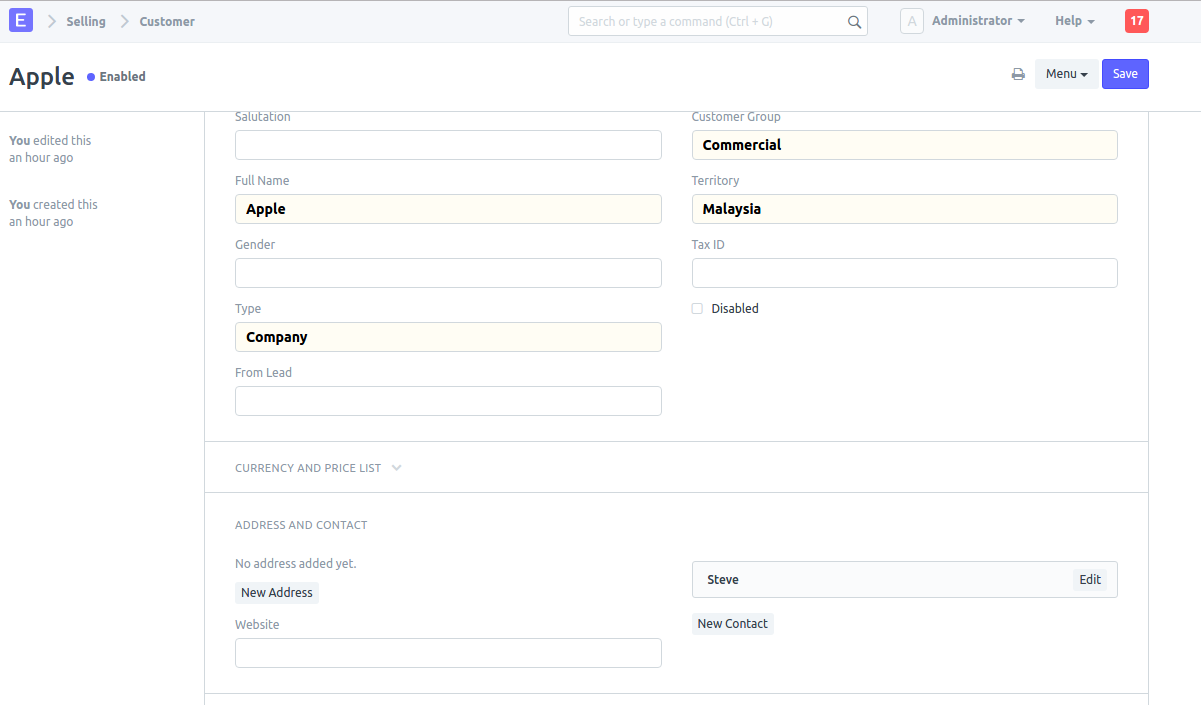 E Selling Customer
Search or type a command (Ctrl + G)
A Administrator Help 17
Apple Enabled
Menu Save
You edited this
an hour ago
You created this
an hour ago
Salutation
Full Name
Apple
Gender
Type
Company
From Lead
Customer Group
Commercial
Territory
Malaysia
Tax ID
Disabled
CURRENCY AND PRICE LIST
ADDRESS AND CONTACT
No address added yet.
New Address
Website
Steve Edit
New Contact